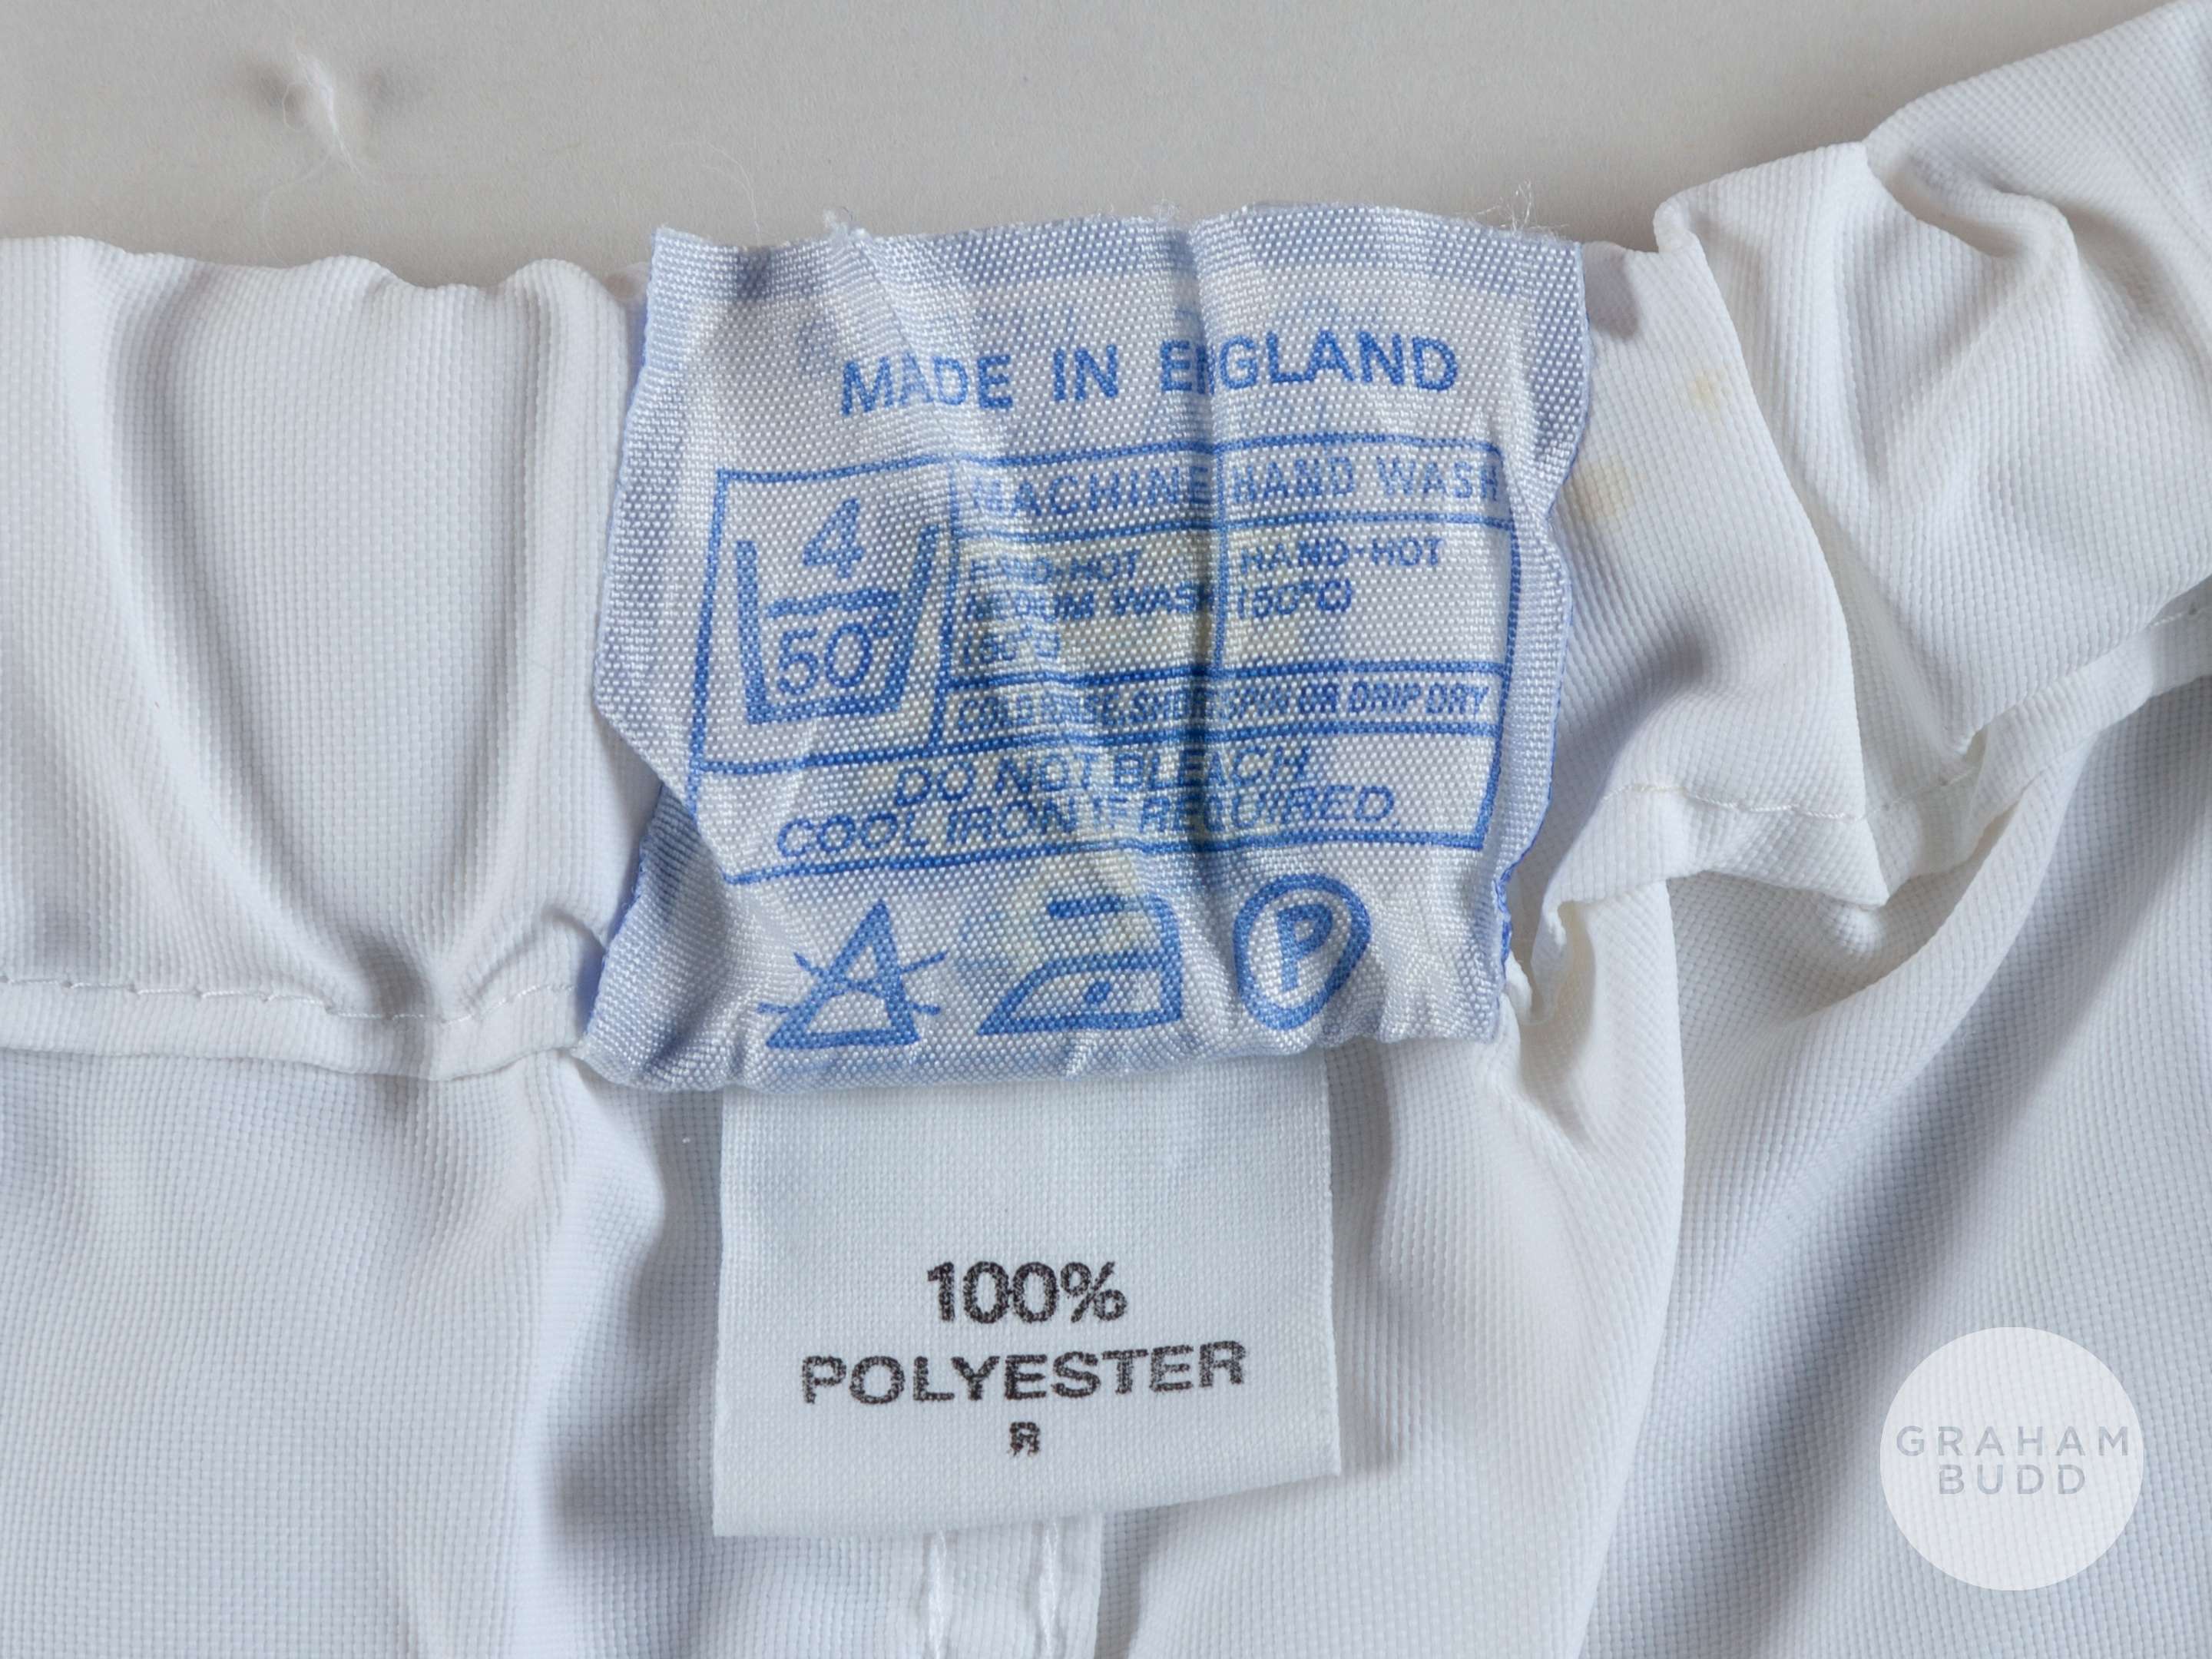 MADE IN ENGLAND
MACHINE HAND WASH
4
50°
HAND-HOT
MEDIUM WASH
HAND-HOT
COLD RINSE. SHORT SPIN OR DRIP DRY
DO NOT BLEACH
COOL IRON IF REQUIRED
P
100%
POLYESTER
R
GRAHAM
BUDD